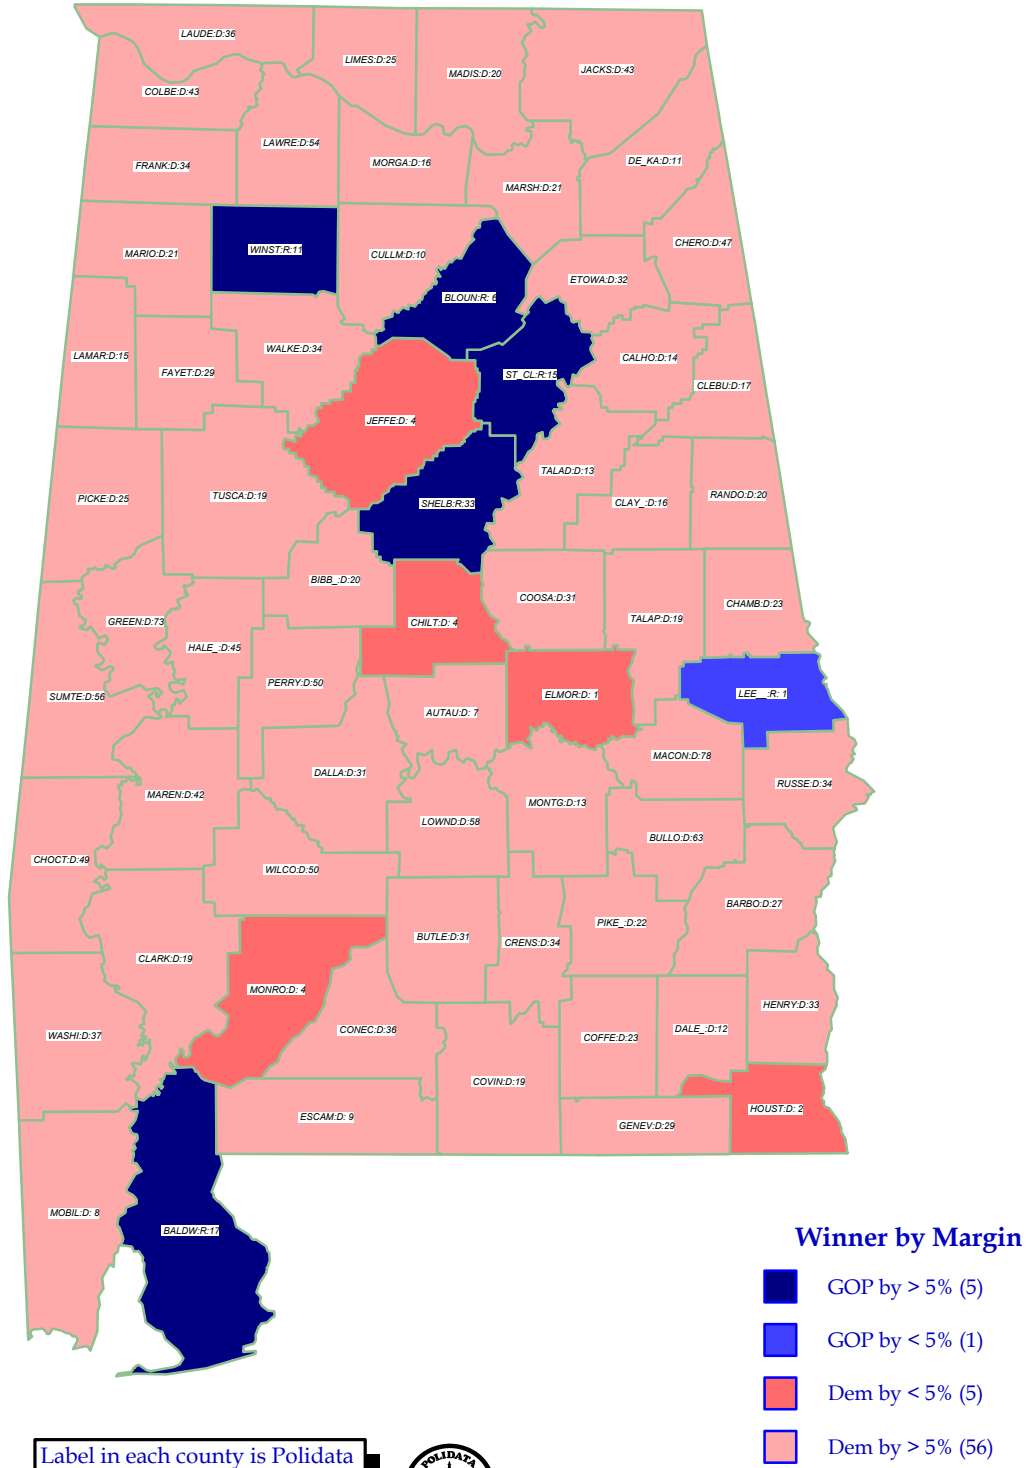 LAUDE:D:36
LIMES:D:25
MADIS:D:20
JACKS:D:43
COLBE:D:43
LAWRE:D:54
FRANK:D:34
MORGA:D:16
DE_KA:D:11
MARSH:D:21
MARIO:D:21
WINST:R:11
CULLM:D:10
CHERO:D:47
ETOWA:D:32
BLOUN:R: 6
LAMAR:D:15
FAYET:D:29
WALKE:D:34
ST_CL:R:15
CALHO:D:14
CLEBU:D:17
JEFFE:D: 4
TALAD:D:13
PICKE:D:25
TUSCA:D:19
SHELB:R:33
CLAY_:D:16
RANDO:D:20
BIBB_:D:20
COOSA:D:31
CHAMB:D:23
GREEN:D:73
CHILT:D: 4
TALAP:D:19
HALE_:D:45
SUMTE:D:56
PERRY:D:50
ELMOR:D: 1
LEE__:R: 1
AUTAU:D: 7
MACON:D:78
DALLA:D:31
RUSSE:D:34
MAREN:D:42
MONTG:D:13
LOWND:D:58
BULLO:D:63
CHOCT:D:49
WILCO:D:50
BARBO:D:27
PIKE_:D:22
BUTLE:D:31
CRENS:D:34
CLARK:D:19
MONRO:D: 4
HENRY:D:33
WASHI:D:37
CONEC:D:36
COFFE:D:23
DALE_:D:12
COVIN:D:19
ESCAM:D: 9
GENEV:D:29
HOUST:D: 2
MOBIL:D: 8
BALDW:R:17
Winner by Margin
GOP by > 5% (5)
GOP by < 5% (1)
Dem by < 5% (5)
Dem by > 5% (56)
Label in each county is Polidata
POLIDATA